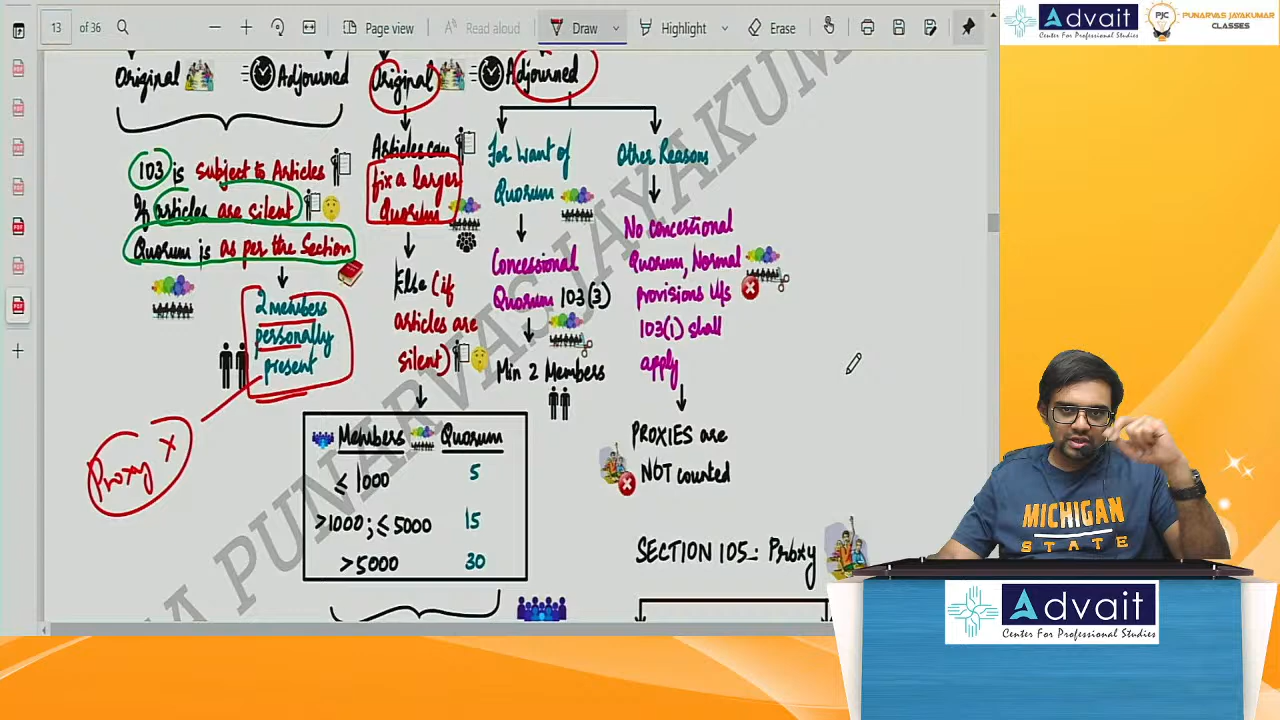 13 of 36
Page view
Read aloud
Draw
Highlight
Erase
Advait
Center For Professional Studies
PJC
PUNARVAS JAYAKUMAR
CLASSES
Original
Adjourned
Original
Adjourned
103 is subject to Articles
If articles are silent
Quorum is as per the Section
2 members
personally
present
Proxy X
Articles can
fix a larger
Quorum
Else (if
articles are
silent)
Members Quorum
≤ 1000 5
>1000 ; ≤ 5000 15
>5000 30
For Want of
Quorum
Concessional
Quorum 103(3)
Min 2 Members
Other Reasons
No concessional
Quorum, Normal
provisions U/s
103(1) shall
apply
PROXIES are
NOT counted
SECTION 105: Proxy
A PUNARVAS JAYAKUM
MICHIGAN
STATE
Advait
Center For Professional Studies